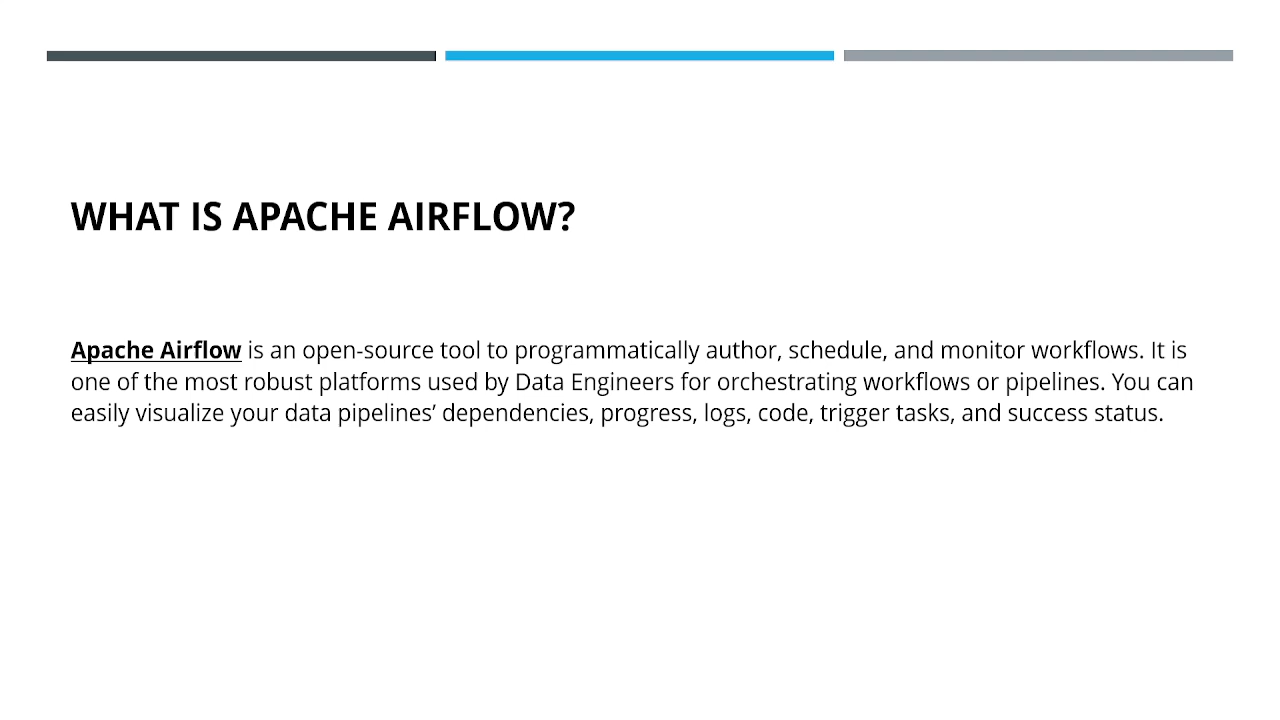 WHAT IS APACHE AIRFLOW?
Apache Airflow is an open-source tool to programmatically author, schedule, and monitor workflows. It is
one of the most robust platforms used by Data Engineers for orchestrating workflows or pipelines. You can
easily visualize your data pipelines’ dependencies, progress, logs, code, trigger tasks, and success status.